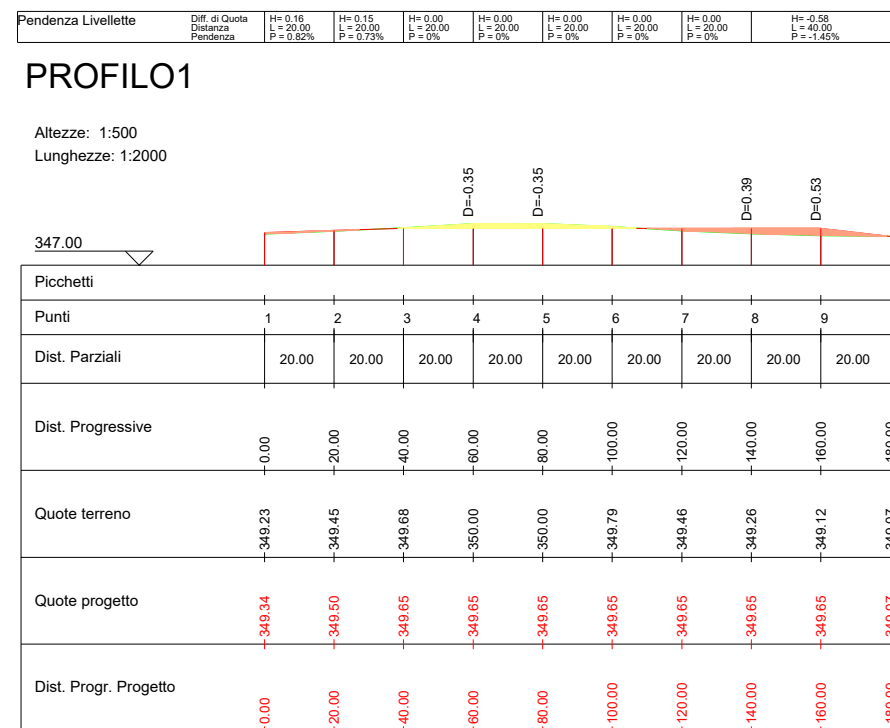 Pendenza Livellette
Diff. di Quota H= 0.16 H= 0.15 H= 0.00 H= 0.00 H= 0.00 H= 0.00 H= 0.00 H= -0.58
Distanza L = 20.00 L = 20.00 L = 20.00 L = 20.00 L = 20.00 L = 20.00 L = 20.00 L = 40.00
Pendenza P = 0.82% P = 0.73% P = 0% P = 0% P = 0% P = 0% P = 0% P = -1.45%
PROFILO1
Altezze: 1:500
Lunghezze: 1:2000
D=-0.35 D=-0.35 D=0.39 D=0.53
347.00
Picchetti
Punti 1 2 3 4 5 6 7 8 9
Dist. Parziali 20.00 20.00 20.00 20.00 20.00 20.00 20.00 20.00 20.00
Dist. Progressive 0.00 20.00 40.00 60.00 80.00 100.00 120.00 140.00 160.00 180.00
Quote terreno 349.23 349.45 349.68 350.00 350.00 349.79 349.46 349.26 349.12 349.07
Quote progetto 349.34 349.50 349.65 349.65 349.65 349.65 349.65 349.65 349.65 349.07
Dist. Progr. Progetto 0.00 20.00 40.00 60.00 80.00 100.00 120.00 140.00 160.00 180.00